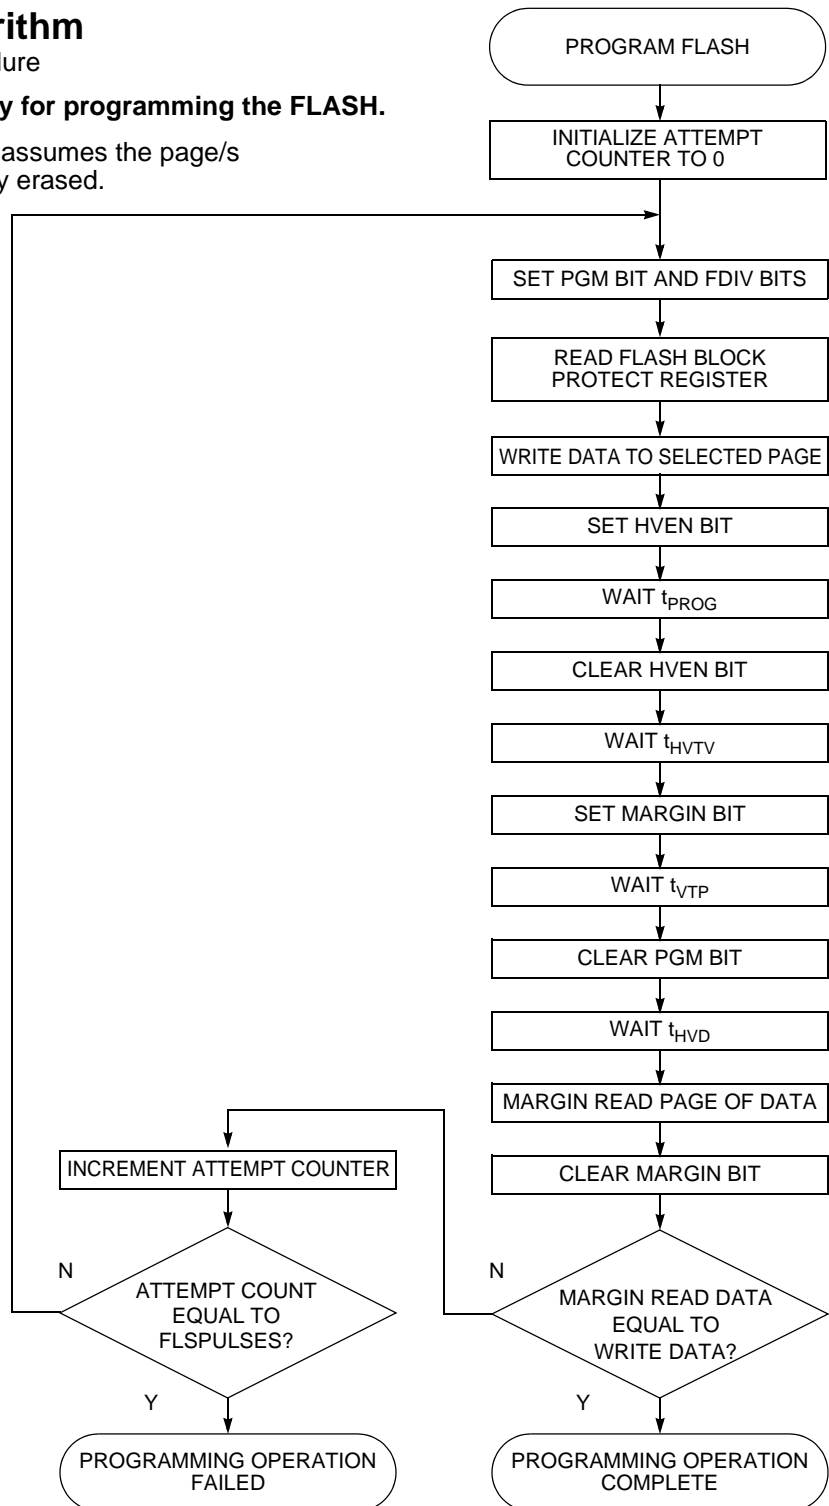 rithm
lure
y for programming the FLASH.
assumes the page/s
y erased.
PROGRAM FLASH
INITIALIZE ATTEMPT
COUNTER TO 0
SET PGM BIT AND FDIV BITS
READ FLASH BLOCK
PROTECT REGISTER
WRITE DATA TO SELECTED PAGE
SET HVEN BIT
WAIT tPROG
CLEAR HVEN BIT
WAIT tHVTV
SET MARGIN BIT
WAIT tVTP
CLEAR PGM BIT
WAIT tHVD
MARGIN READ PAGE OF DATA
CLEAR MARGIN BIT
N
MARGIN READ DATA
EQUAL TO
WRITE DATA?
Y
PROGRAMMING OPERATION
COMPLETE
INCREMENT ATTEMPT COUNTER
N
ATTEMPT COUNT
EQUAL TO
FLSPULSES?
Y
PROGRAMMING OPERATION
FAILED